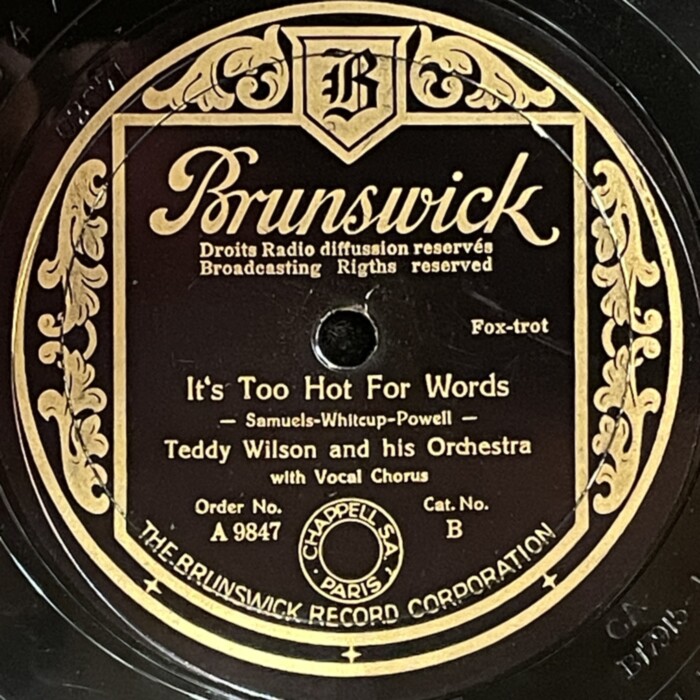 B
Brunswick
Droits Radio diffussion reservés
Broadcasting Rigths reserved
Fox-trot
It's Too Hot For Words
— Samuels-Whitcup-Powell —
Teddy Wilson and his Orchestra
with Vocal Chorus
Order No.
A 9847
Cat. No.
B
CHAPPELL S.A.
PARIS
THE BRUNSWICK RECORD CORPORATION